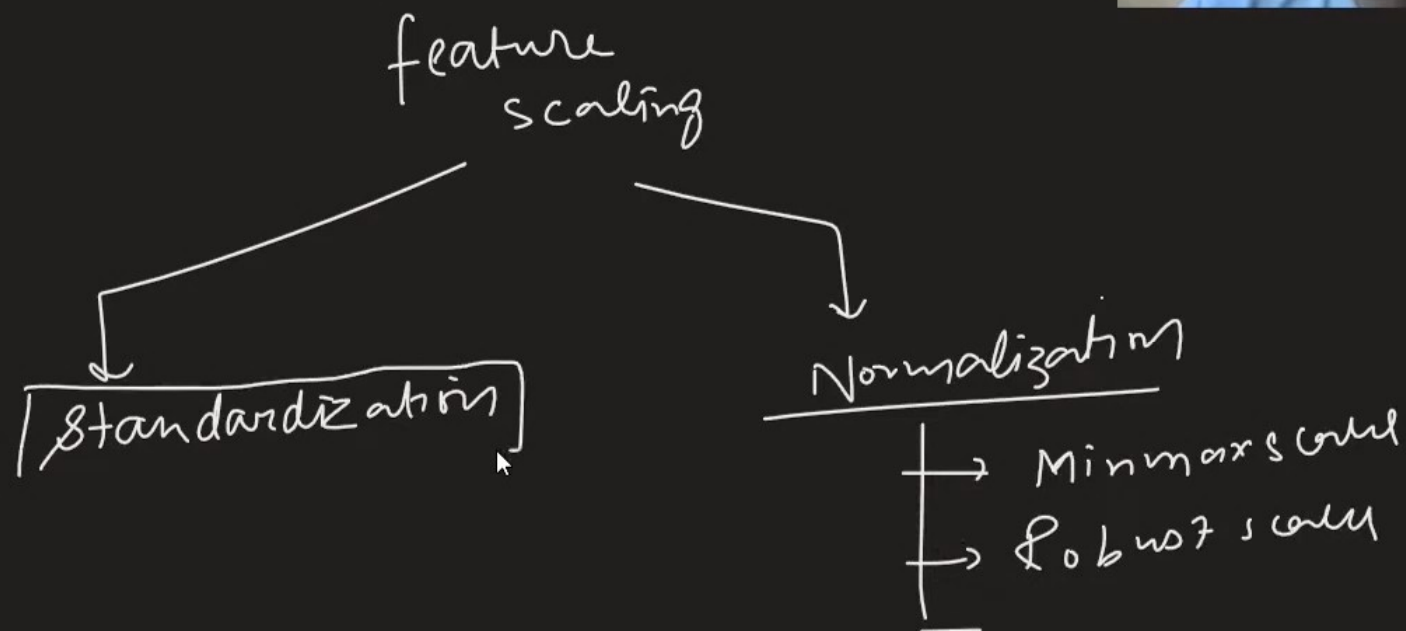 feature
scaling
Standardization
Normalization
Minmaxscaler
Robust scaler